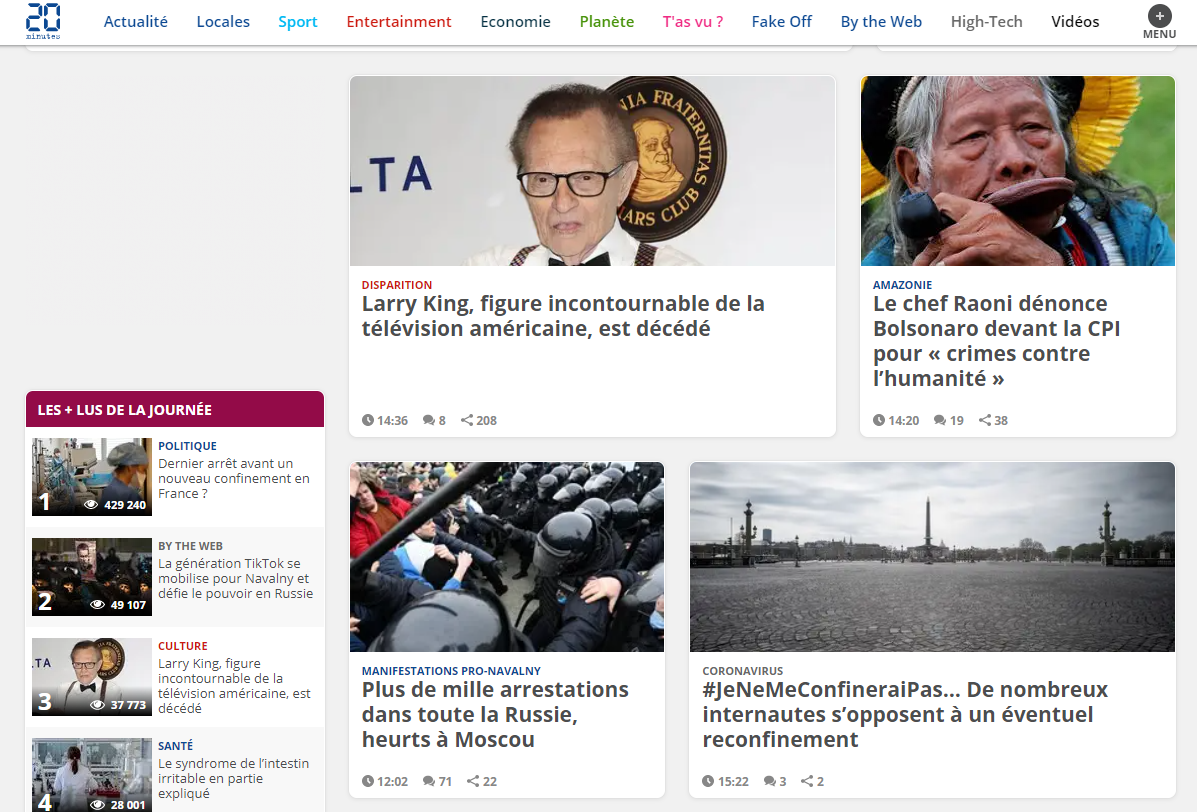 20
minutes
Actualité Locales Sport Entertainment Economie Planète T'as vu ? Fake Off By the Web High-Tech Vidéos
+
MENU
LTA
NIA FRATERNITAS
ARS CLUB
DISPARITION
Larry King, figure incontournable de la
télévision américaine, est décédé
14:36 8 208
AMAZONIE
Le chef Raoni dénonce
Bolsonaro devant la CPI
pour « crimes contre
l’humanité »
14:20 19 38
LES + LUS DE LA JOURNÉE
1
429 240
POLITIQUE
Dernier arrêt avant un
nouveau confinement en
France ?
2
49 107
BY THE WEB
La génération TikTok se
mobilise pour Navalny et
défie le pouvoir en Russie
TA
3
37 773
CULTURE
Larry King, figure
incontournable de la
télévision américaine, est
décédé
4
28 001
SANTÉ
Le syndrome de l’intestin
irritable en partie
expliqué
MANIFESTATIONS PRO-NAVALNY
Plus de mille arrestations
dans toute la Russie,
heurts à Moscou
12:02 71 22
CORONAVIRUS
#JeNeMeConfineraiPas… De nombreux
internautes s’opposent à un éventuel
reconfinement
15:22 3 2